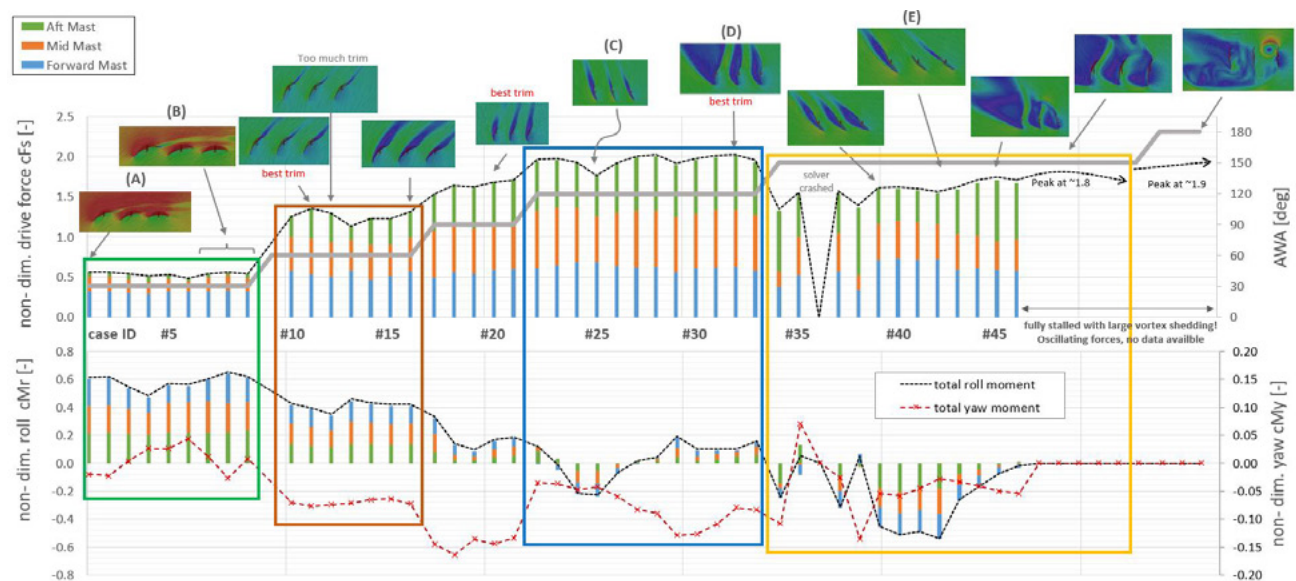 Aft Mast
Mid Mast
Forward Mast
(A)
(B)
Too much trim
best trim
best trim
(C)
(D)
best trim
(E)
solver
crashed
Peak at ~1.8
Peak at ~1.9
non- dim. drive force cFs [-]
2.5
2.0
1.5
1.0
0.5
0.0
AWA [deg]
180
150
120
90
60
30
0
case ID
#5
#10
#15
#20
#25
#30
#35
#40
#45
fully stalled with large vortex shedding!
Oscillating forces, no data availble
non- dim. roll cMr [-]
0.8
0.6
0.4
0.2
0.0
-0.2
-0.4
-0.6
-0.8
total roll moment
total yaw moment
non- dim. yaw cMy [-]
0.20
0.15
0.10
0.05
0.00
-0.05
-0.10
-0.15
-0.20